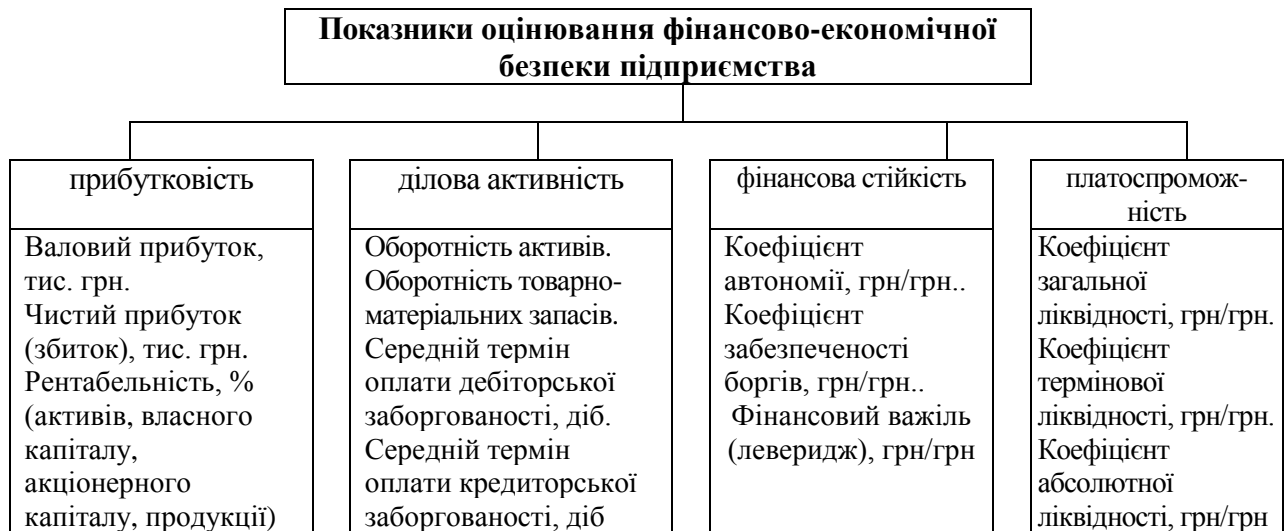 Показники оцінювання фінансово-економічної
безпеки підприємства
прибутковість
Валовий прибуток,
тис. грн.
Чистий прибуток
(збиток), тис. грн.
Рентабельність, %
(активів, власного
капіталу,
акціонерного
капіталу, продукції)
ділова активність
Оборотність активів.
Оборотність товарно-
матеріальних запасів.
Середній термін
оплати дебіторської
заборгованості, діб.
Середній термін
оплати кредиторської
заборгованості, діб
фінансова стійкість
Коефіцієнт
автономії, грн/грн..
Коефіцієнт
забезпеченості
боргів, грн/грн..
Фінансовий важіль
(леверидж), грн/грн
платоспромож-
ність
Коефіцієнт
загальної
ліквідності, грн/грн.
Коефіцієнт
термінової
ліквідності, грн/грн.
Коефіцієнт
абсолютної
ліквідності, грн/грн